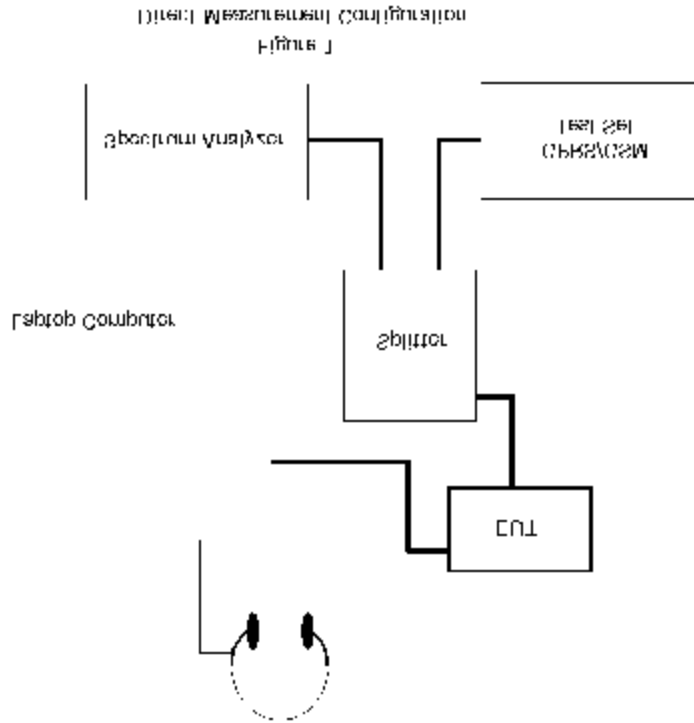 EUT
Splitter
Laptop Computer
Spectrum Analyzer
GPRS/GSM
Test Set
Figure 1
Direct Measurement Configuration